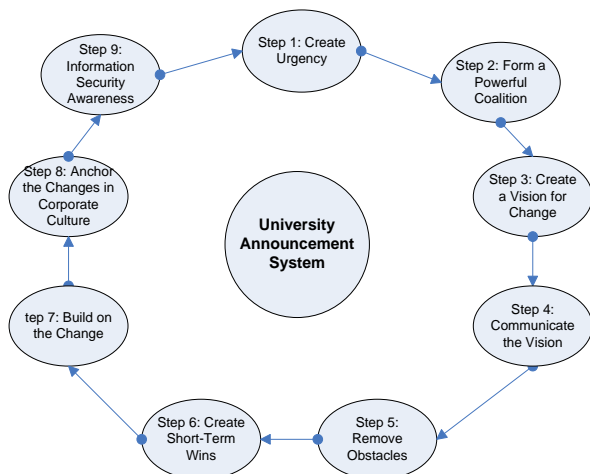 Step 1: Create
Urgency
Step 2: Form a
Powerful
Coalition
Step 3: Create
a Vision for
Change
Step 4:
Communicate
the Vision
Step 5:
Remove
Obstacles
Step 6: Create
Short-Term
Wins
tep 7: Build on
the Change
Step 8: Anchor
the Changes in
Corporate
Culture
Step 9:
Information
Security
Awareness
University
Announcement
System